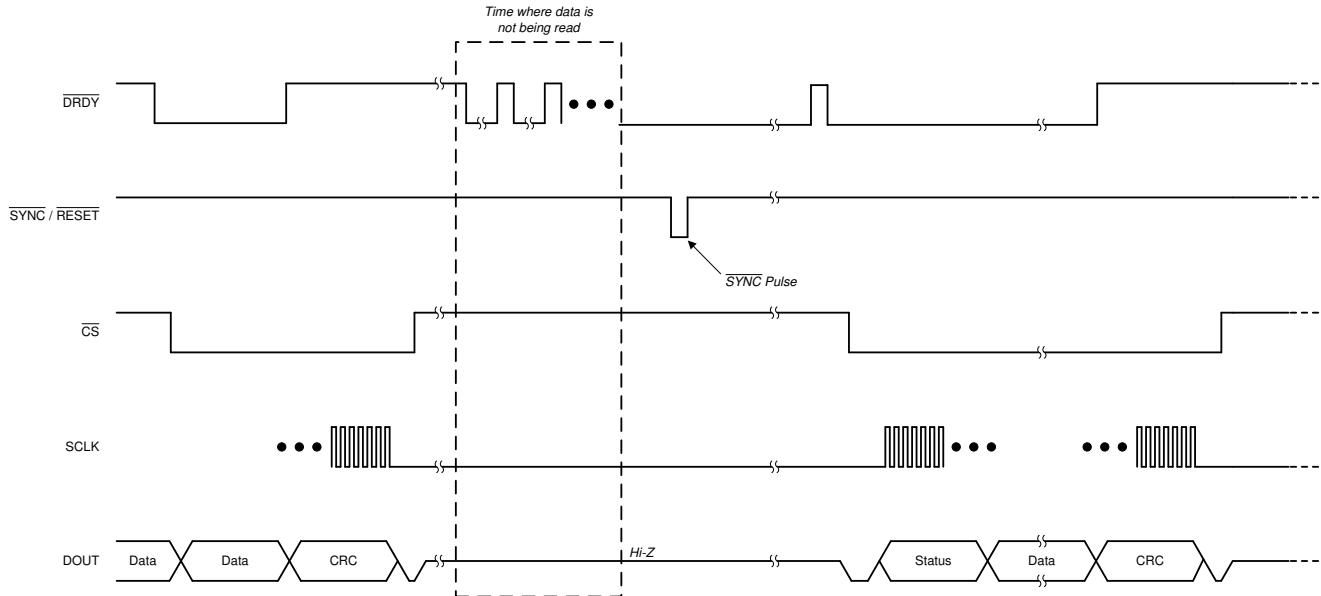 Time where data is
not being read
DRDY
SYNC / RESET
SYNC Pulse
CS
SCLK
DOUT
Data
Data
CRC
Hi-Z
Status
Data
CRC